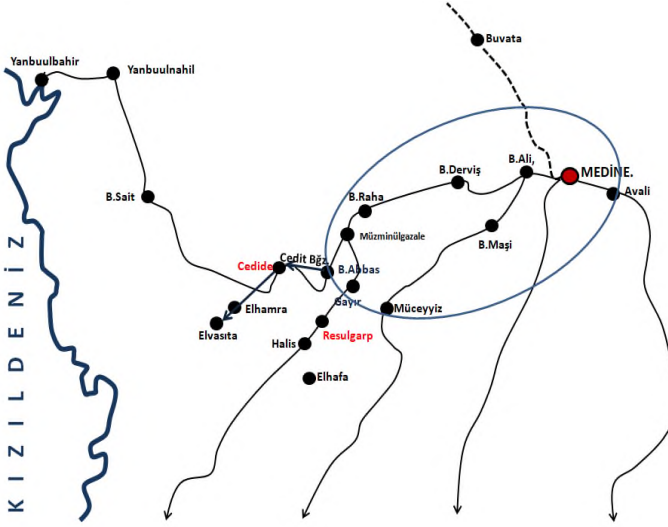 Buvata
Yanbuulbahir
Yanbuulnahil
B.Ali,
MEDİNE.
B.Derviş
Avali
B.Sait
B.Raha
Müzminülgazale
B.Maşi
Cedit Bğz.
Cedide
B.Abbas
Gayır
Elhamra
Müceyyiz
Elvasıta
Resulgarp
Halis
Elhafa
KIZILDENİZ